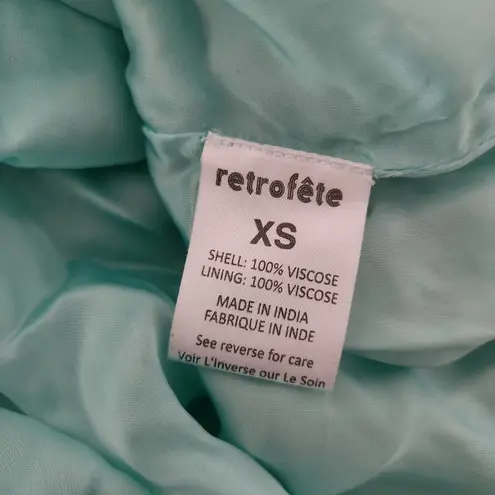 retrofête
XS
SHELL: 100% VISCOSE
LINING: 100% VISCOSE
MADE IN INDIA
FABRIQUE IN INDE
See reverse for care
Voir L'Inverse our Le Soin